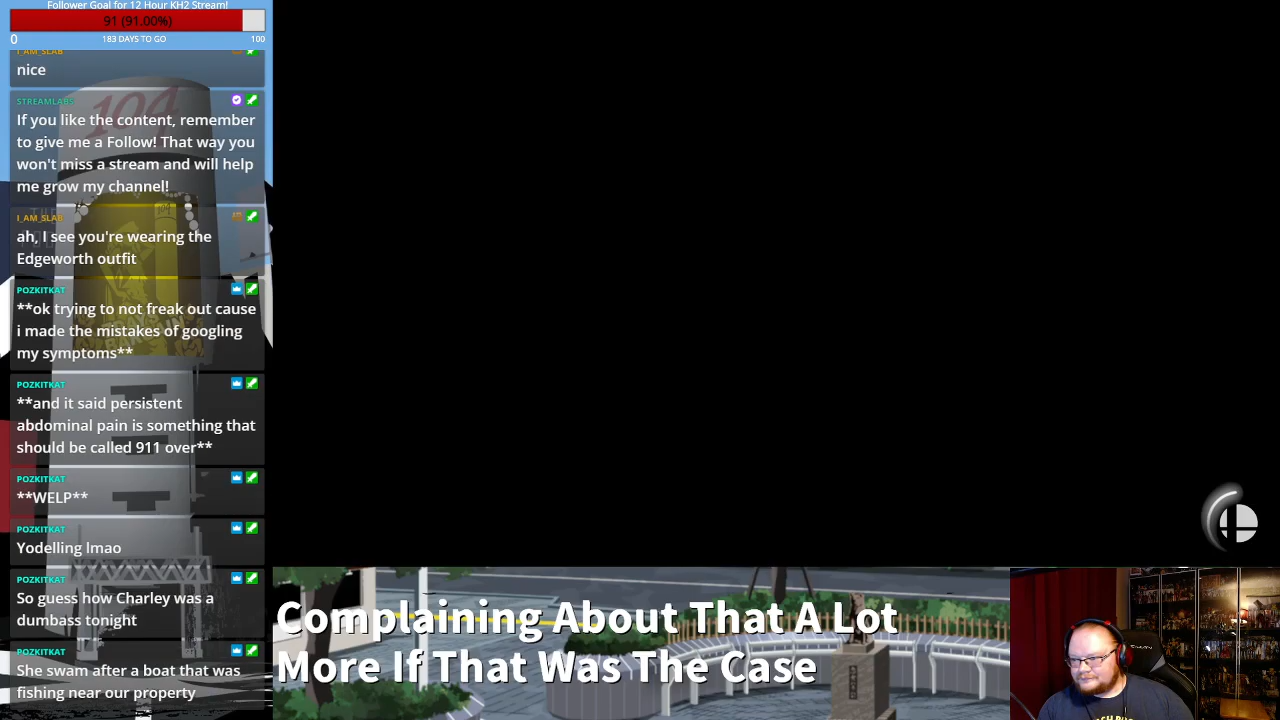 Follower Goal for 12 Hour KH2 Stream!
91 (91.00%)
0
183 DAYS TO GO
100
I_AM_SLAB
nice
STREAMLABS
If you like the content, remember
to give me a Follow! That way you
won't miss a stream and will help
me grow my channel!
I_AM_SLAB
ah, I see you're wearing the
Edgeworth outfit
POZKITKAT
**ok trying to not freak out cause
i made the mistakes of googling
my symptoms**
POZKITKAT
**and it said persistent
abdominal pain is something that
should be called 911 over**
POZKITKAT
**WELP**
POZKITKAT
Yodelling lmao
POZKITKAT
So guess how Charley was a
dumbass tonight
POZKITKAT
She swam after a boat that was
fishing near our property
104
Complaining About That A Lot
More If That Was The Case